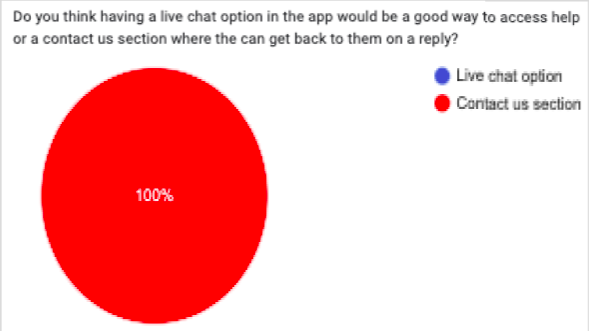 Do you think having a live chat option in the app would be a good way to access help
or a contact us section where the can get back to them on a reply?
Live chat option
Contact us section
100%